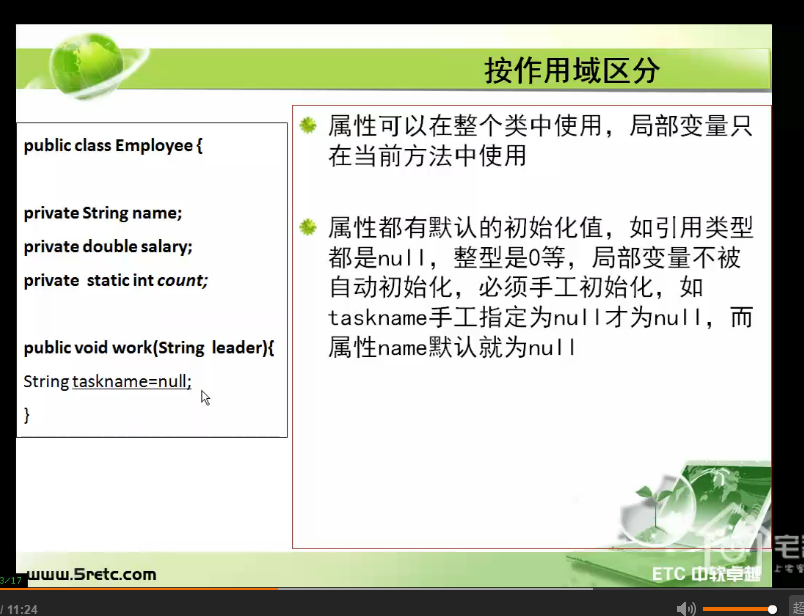 按作用域区分
public class Employee {
private String name;
private double salary;
private static int count;
public void work(String leader){
String taskname=null;
}
属性可以在整个类中使用，局部变量只
在当前方法中使用
属性都有默认的初始化值，如引用类型
都是null，整型是0等，局部变量不被
自动初始化，必须手工初始化，如
taskname手工指定为null才为null，而
属性name默认就为null
www.5retc.com
ETC 中软卓越
3/17
/ 11:24